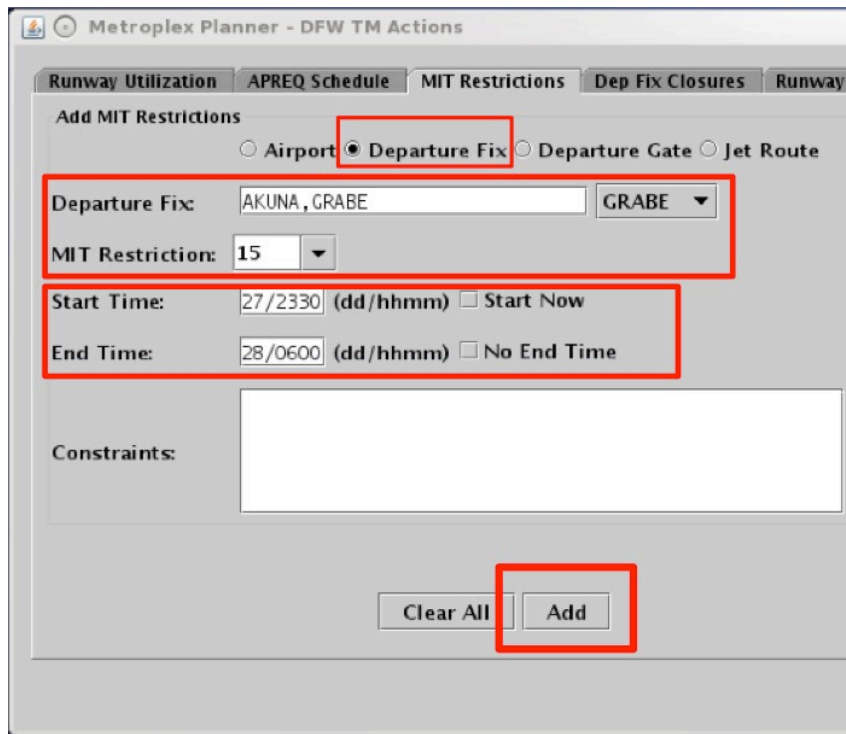 Metroplex Planner - DFW TM Actions
Runway Utilization APREQ Schedule MIT Restrictions Dep Fix Closures Runway
Add MIT Restrictions
Airport Departure Fix Departure Gate Jet Route
Departure Fix: AKUNA,GRABE GRABE
MIT Restriction: 15
Start Time: 27/2330 (dd/hhmm) Start Now
End Time: 28/0600 (dd/hhmm) No End Time
Constraints:
Clear All Add